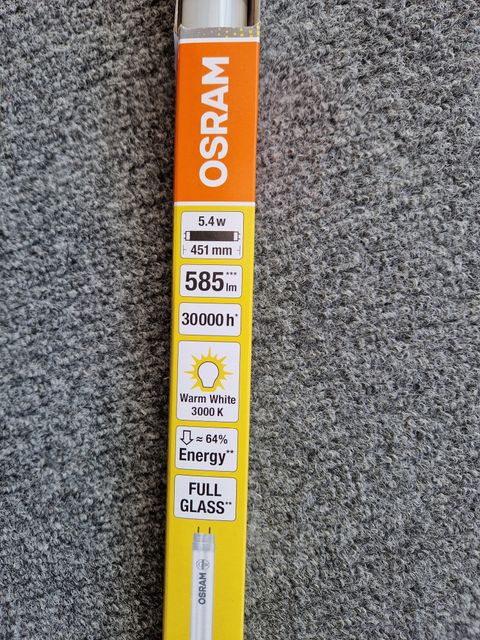 OSRAM
5.4 W
451 mm
585 lm***
30000 h*
Warm White
3000 K
≈ 64%
Energy**
FULL
GLASS**
OSRAM